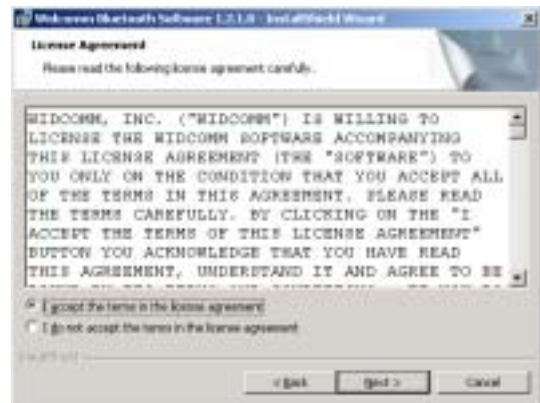 Widcomm Bluetooth Software 1.2.1.0 - InstallShield Wizard
License Agreement
Please read the following license agreement carefully.
WIDCOMM, INC. ("WIDCOMM") IS WILLING TO
LICENSE THE WIDCOMM SOFTWARE ACCOMPANYING
THIS LICENSE AGREEMENT (THE "SOFTWARE") TO
YOU ONLY ON THE CONDITION THAT YOU ACCEPT ALL
OF THE TERMS IN THIS AGREEMENT. PLEASE READ
THE TERMS CAREFULLY. BY CLICKING ON THE "I
ACCEPT THE TERMS OF THIS LICENSE AGREEMENT"
BUTTON YOU ACKNOWLEDGE THAT YOU HAVE READ
THIS AGREEMENT, UNDERSTAND IT AND AGREE TO BE
I accept the terms in the license agreement
I do not accept the terms in the license agreement
InstallShield
< Back Next > Cancel